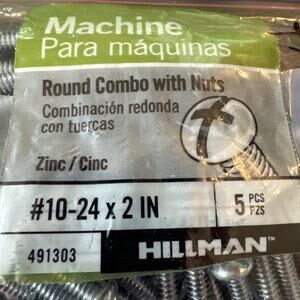 Machine
Para máquinas
Round Combo with Nuts
Combinación redonda
con tuercas
Zinc / Cinc
#10-24 x 2 IN
5 PCS
PZS
491303
HILLMAN™